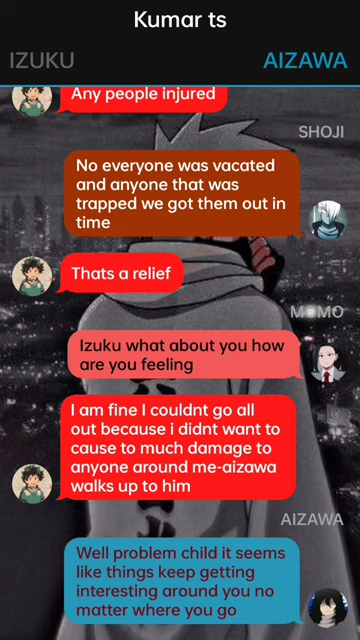 Kumar ts
IZUKU
AIZAWA
Any people injured
SHOJI
No everyone was vacated
and anyone that was
trapped we got them out in
time
Thats a relief
MOMO
Izuku what about you how
are you feeling
I am fine I couldnt go all
out because i didnt want to
cause to much damage to
anyone around me-aizawa
walks up to him
AIZAWA
Well problem child it seems
like things keep getting
interesting around you no
matter where you go